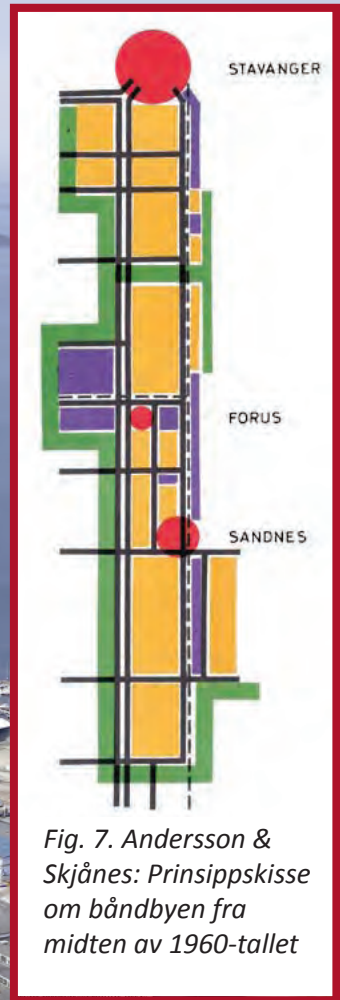 STAVANGER
FORUS
SANDNES
Fig. 7. Andersson &
Skjånes: Prinsippskisse
om båndbyen fra
midten av 1960-tallet